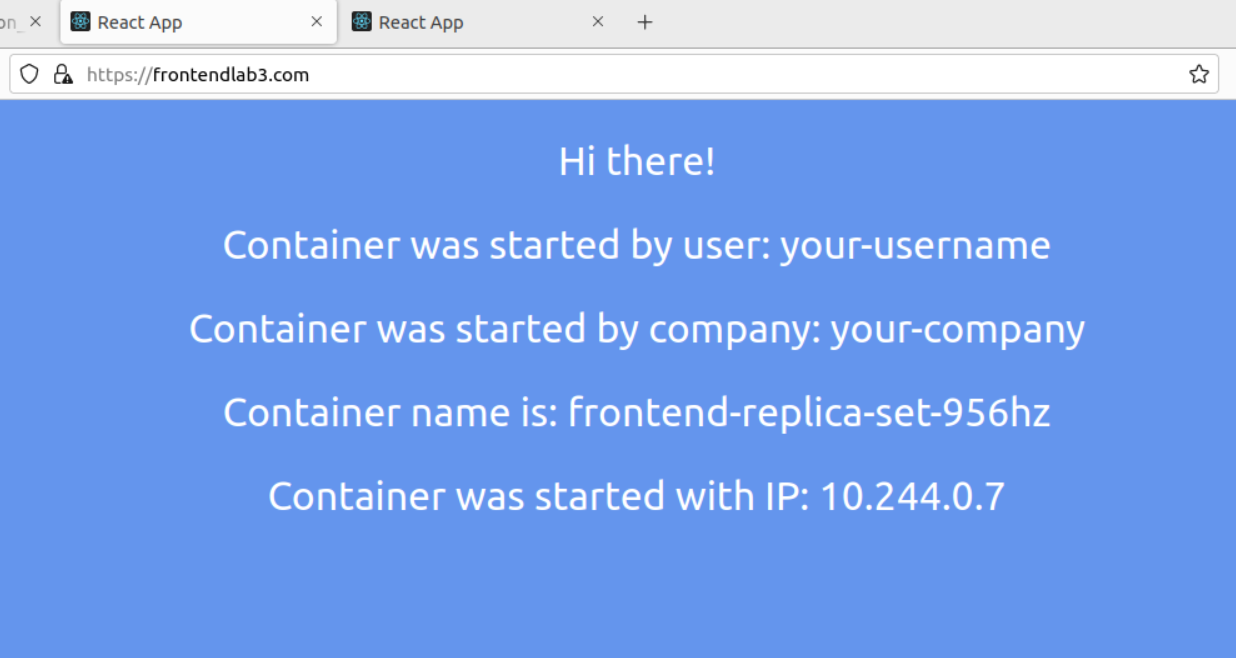 on_
React App
React App
https://frontendlab3.com
Hi there!
Container was started by user: your-username
Container was started by company: your-company
Container name is: frontend-replica-set-956hz
Container was started with IP: 10.244.0.7